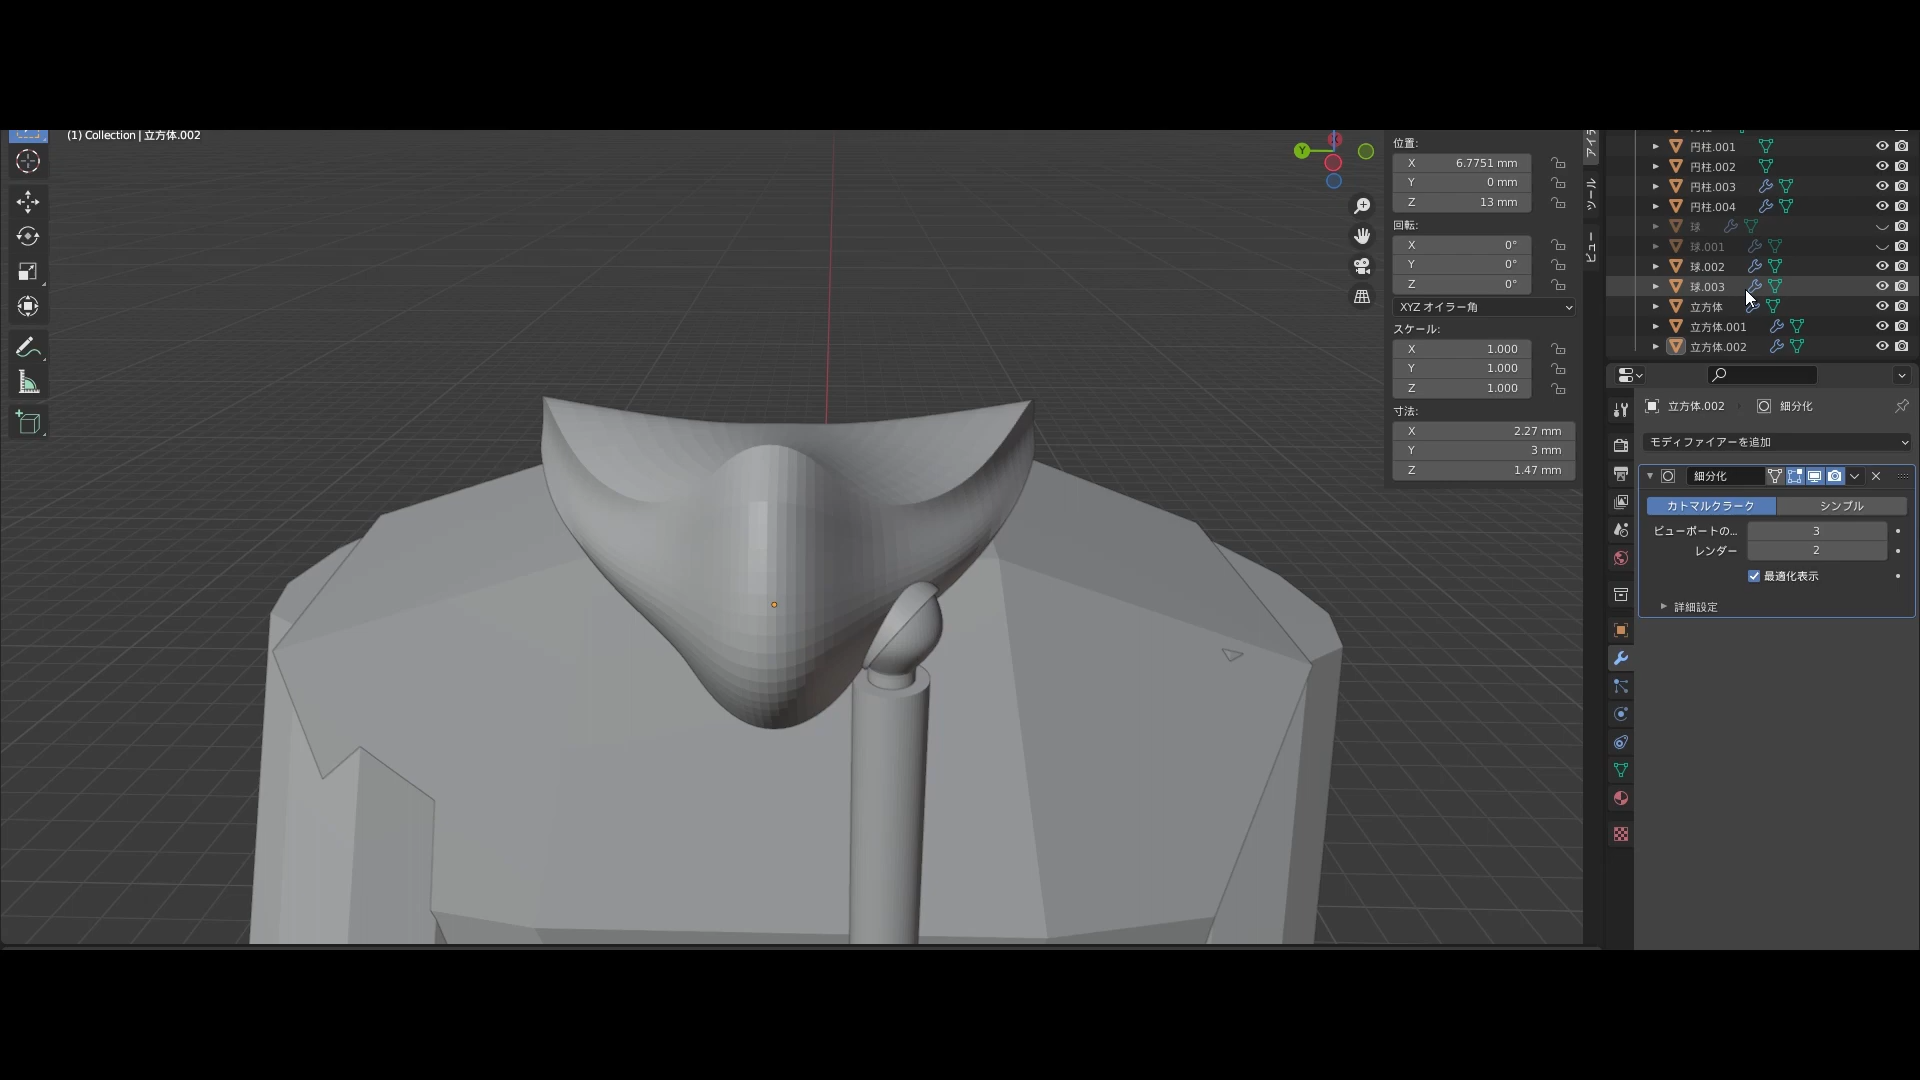 (1) Collection | 立方体.002
Y
位置:
X 6.7751 mm
Y 0 mm
Z 13 mm
回転:
X 0°
Y 0°
Z 0°
XYZ オイラー角
スケール:
X 1.000
Y 1.000
Z 1.000
寸法:
X 2.27 mm
Y 3 mm
Z 1.47 mm
ツール
ビュー
円柱.001
円柱.002
円柱.003
円柱.004
球
球.001
球.002
球.003
立方体
立方体.001
立方体.002
立方体.002 細分化
モディファイアーを追加
細分化
カトマルクラーク シンプル
ビューポートの... 3
レンダー 2
最適化表示
詳細設定